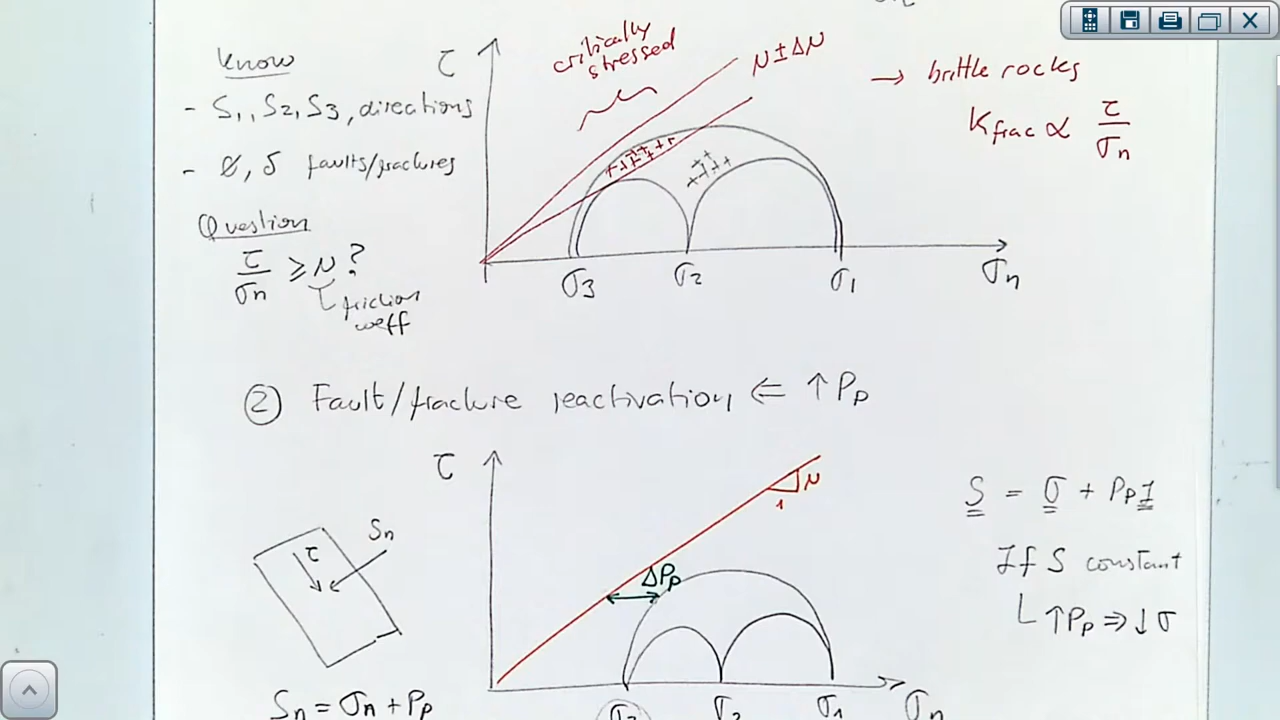 Know
- S1, S2, S3, directions
- φ, δ faults/fractures
Question
τ/σn ≥ μ?
friction
coeff
τ
critically
stressed
μ ± Δμ
σ3
σ2
σ1
σn
→ brittle rocks
Kfrac ∝ τ/σn
② Fault/fracture reactivation, ⇐ ↑ Pp
τ
μ
1
ΔPp
τ
Sn
S = σ + Pp I
If S constant
↑Pp ⇒ ↓σ
Sn = σn + Pp
σ2
σ1
σn